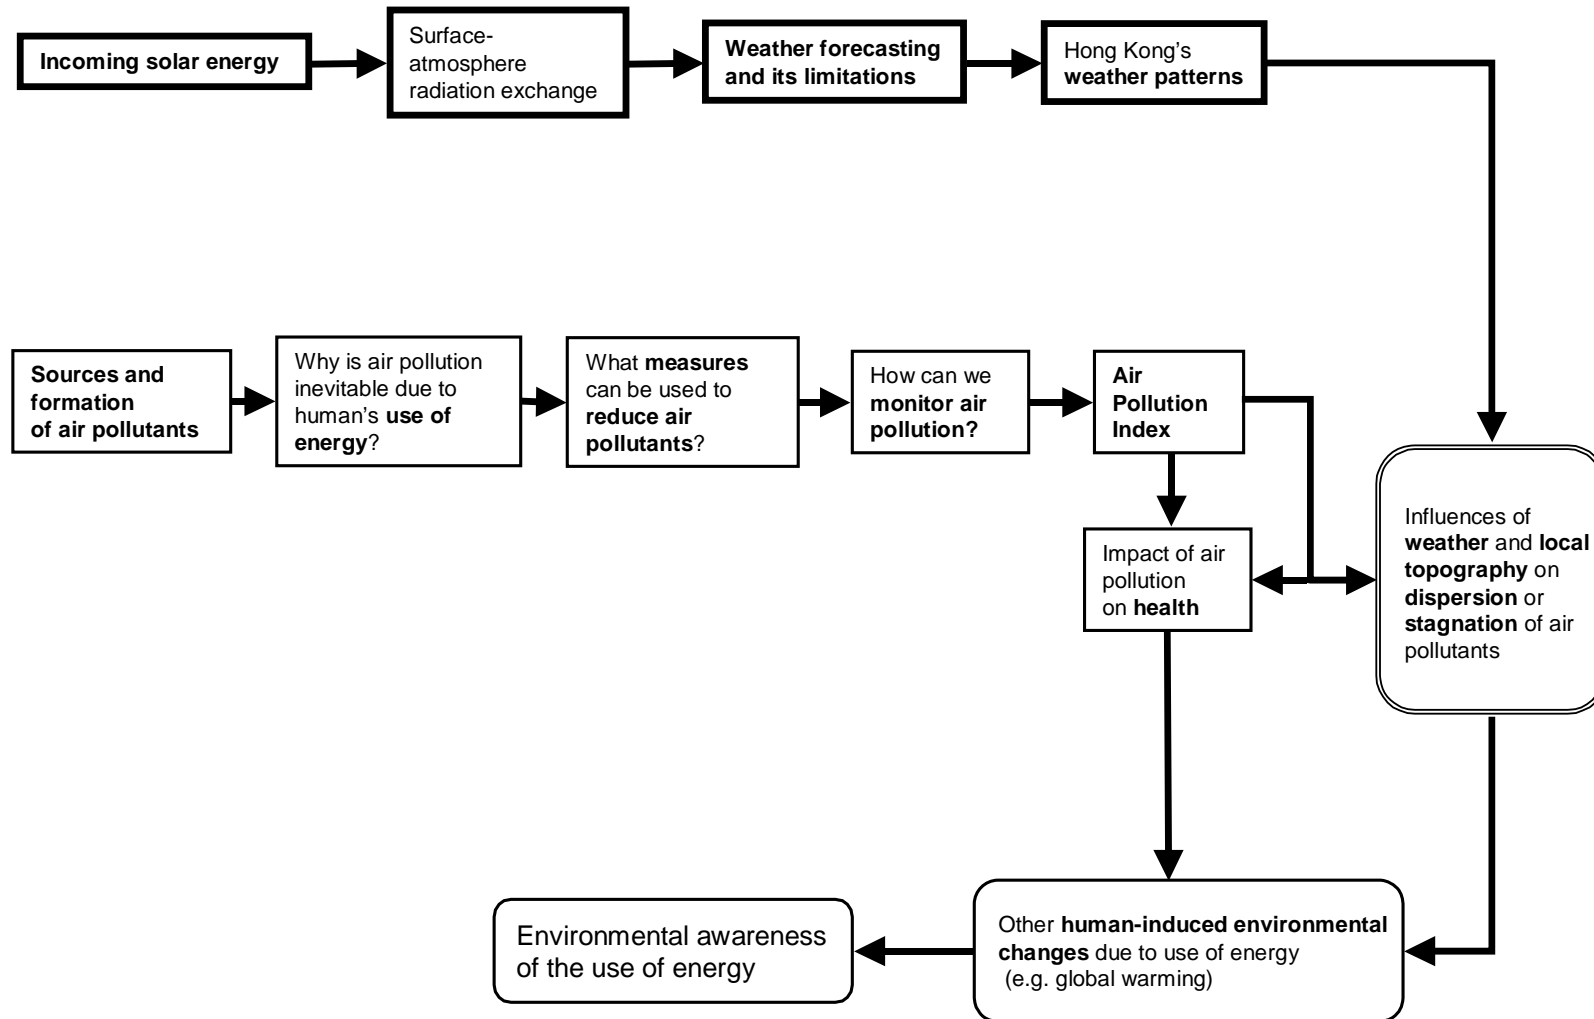 Incoming solar energy
Surface-
atmosphere
radiation exchange
Weather forecasting
and its limitations
Hong Kong’s
weather patterns
Sources and
formation
of air pollutants
Why is air pollution
inevitable due to
human’s use of
energy?
What measures
can be used to
reduce air
pollutants?
How can we
monitor air
pollution?
Air
Pollution
Index
Impact of air
pollution
on health
Influences of
weather and local
topography on
dispersion or
stagnation of air
pollutants
Other human-induced environmental
changes due to use of energy
(e.g. global warming)
Environmental awareness
of the use of energy